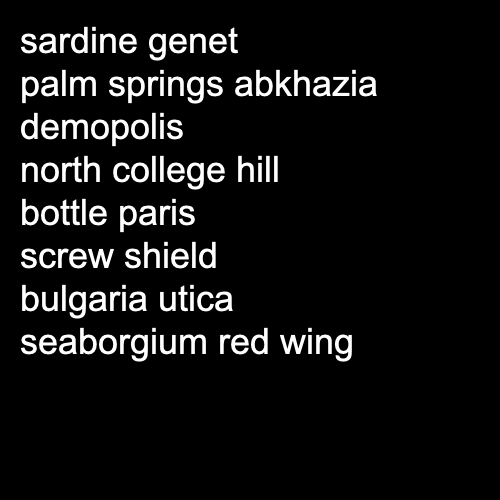 sardine genet
palm springs abkhazia
demopolis
north college hill
bottle paris
screw shield
bulgaria utica
seaborgium red wing